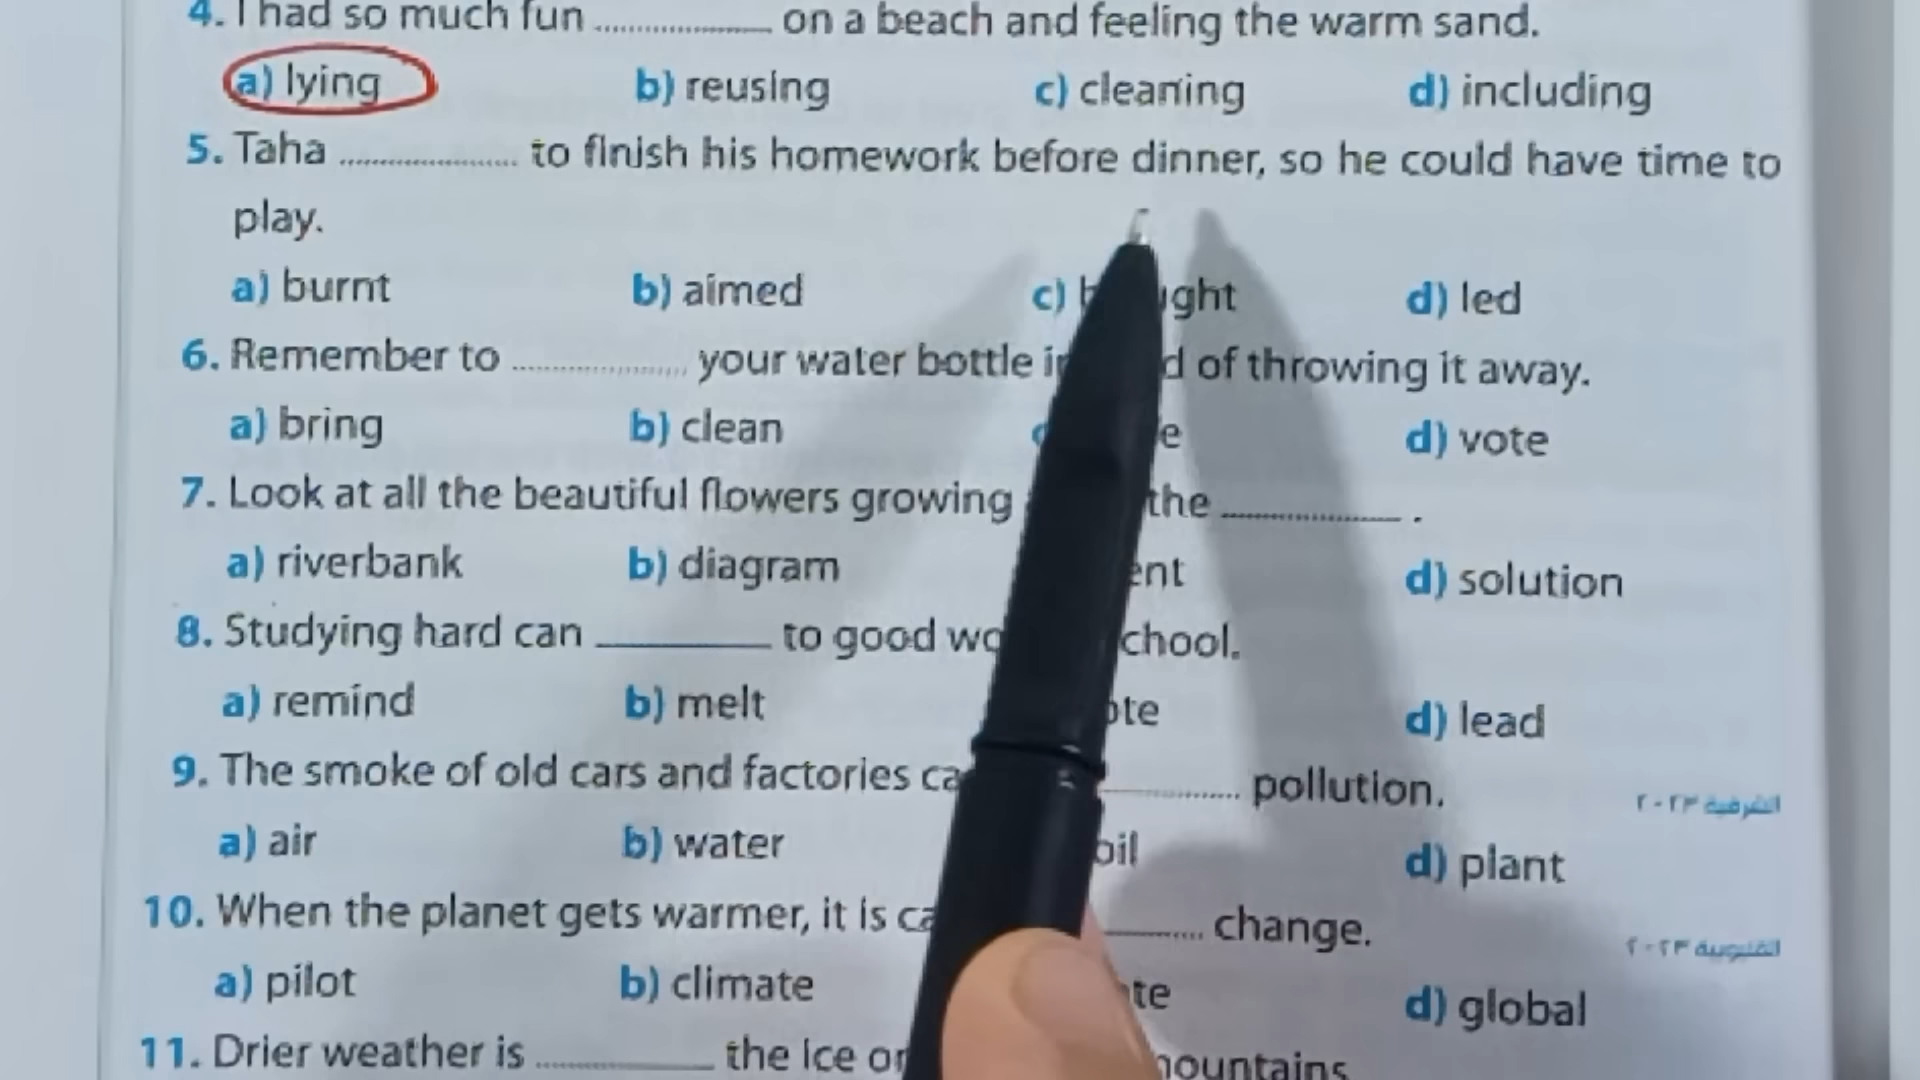 4. I had so much fun .................... on a beach and feeling the warm sand.
a) lying b) reusing c) cleaning d) including
5. Taha .................... to finish his homework before dinner, so he could have time to
play.
a) burnt b) aimed c) d) led
6. Remember to .................... your water bottle of throwing it away.
a) bring b) clean d) vote
7. Look at all the beautiful flowers growing the .................... .
a) riverbank b) diagram d) solution
8. Studying hard can .................... to good
a) remind b) melt d) lead
9. The smoke of old cars and factories .................... pollution.
الشرقية ٢٠٢٣
a) air b) water d) plant
10. When the planet gets warmer, it is .................... change.
القليوبية ٢٠٢٣
a) pilot b) climate d) global
11. Drier weather is .................... the ice